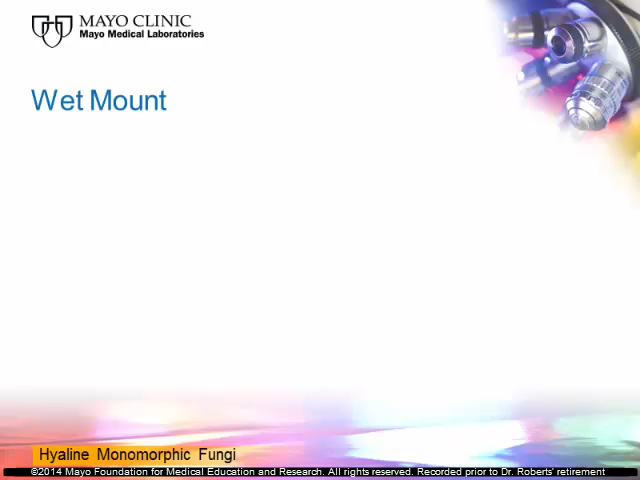 MAYO CLINIC
Mayo Medical Laboratories
Wet Mount
Hyaline Monomorphic Fungi
©2014 Mayo Foundation for Medical Education and Research. All rights reserved. Recorded prior to Dr. Roberts' retirement